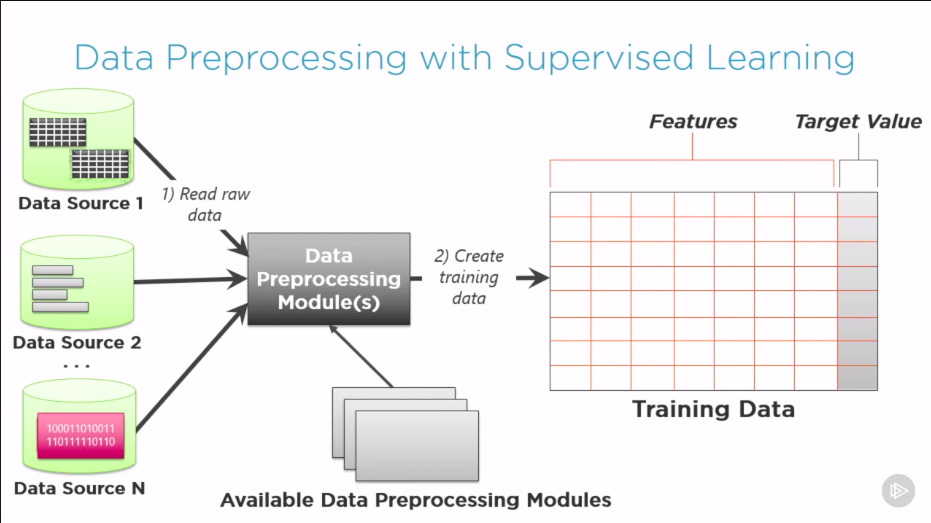 Data Preprocessing with Supervised Learning
Features
Target Value
Data Source 1
1) Read raw
data
Data
Preprocessing
Module(s)
2) Create
training
data
Data Source 2
...
100011010011
110111110110
Data Source N
Training Data
Available Data Preprocessing Modules